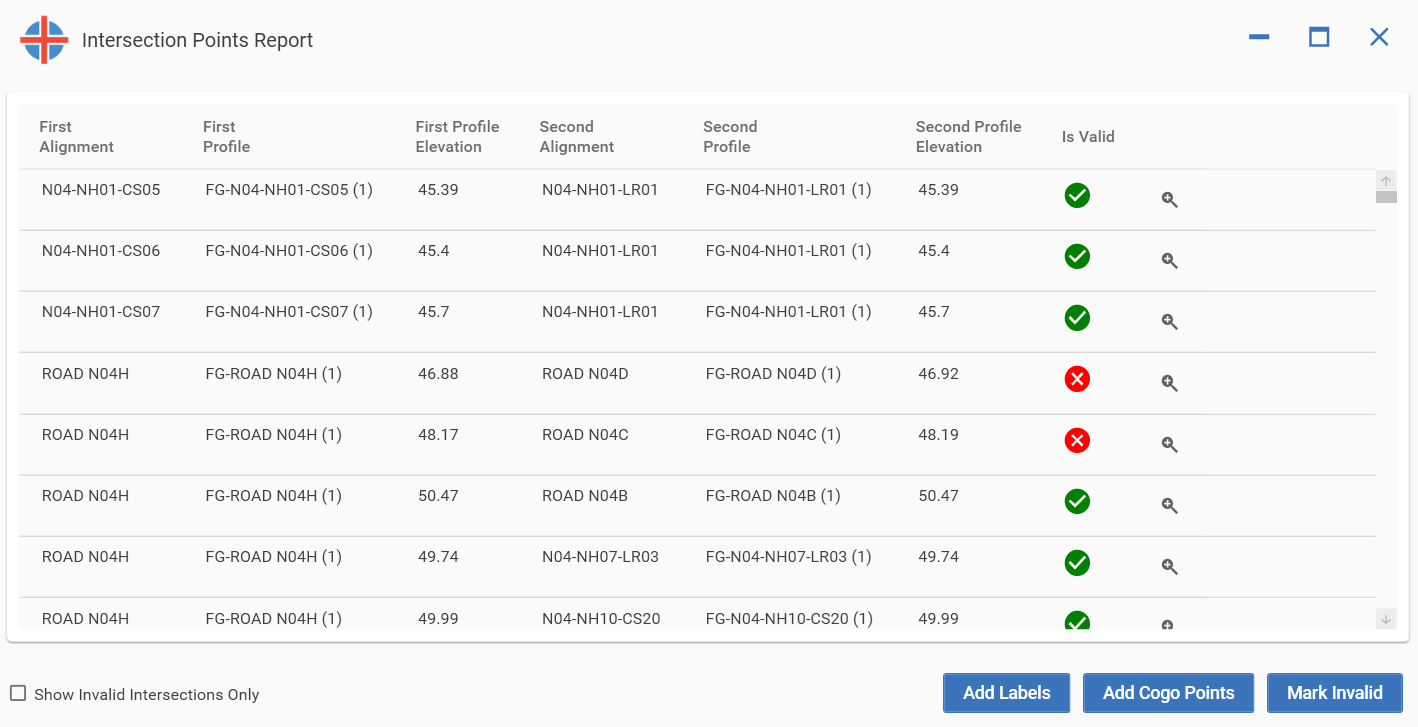 Intersection Points Report
First Alignment First Profile First Profile Elevation Second Alignment Second Profile Second Profile Elevation Is Valid
N04-NH01-CS05 FG-N04-NH01-CS05 (1) 45.39 N04-NH01-LR01 FG-N04-NH01-LR01 (1) 45.39
N04-NH01-CS06 FG-N04-NH01-CS06 (1) 45.4 N04-NH01-LR01 FG-N04-NH01-LR01 (1) 45.4
N04-NH01-CS07 FG-N04-NH01-CS07 (1) 45.7 N04-NH01-LR01 FG-N04-NH01-LR01 (1) 45.7
ROAD N04H FG-ROAD N04H (1) 46.88 ROAD N04D FG-ROAD N04D (1) 46.92
ROAD N04H FG-ROAD N04H (1) 48.17 ROAD N04C FG-ROAD N04C (1) 48.19
ROAD N04H FG-ROAD N04H (1) 50.47 ROAD N04B FG-ROAD N04B (1) 50.47
ROAD N04H FG-ROAD N04H (1) 49.74 N04-NH07-LR03 FG-N04-NH07-LR03 (1) 49.74
ROAD N04H FG-ROAD N04H (1) 49.99 N04-NH10-CS20 FG-N04-NH10-CS20 (1) 49.99
Show Invalid Intersections Only Add Labels Add Cogo Points Mark Invalid